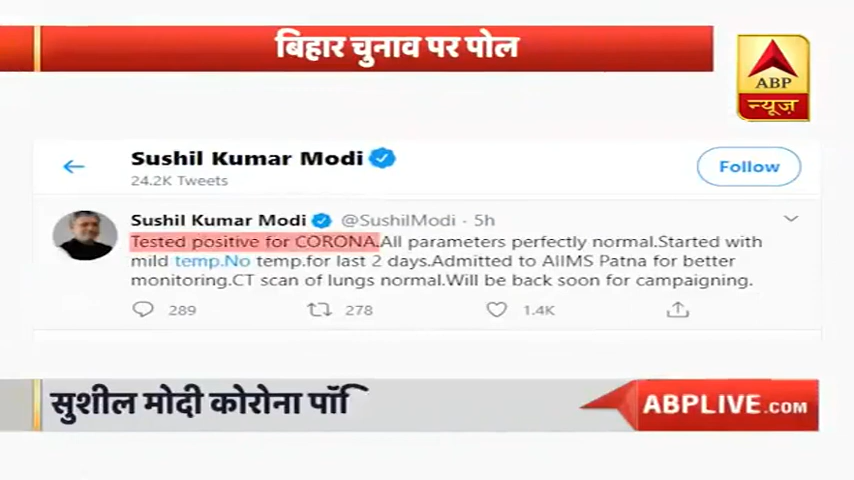 बिहार चुनाव पर पोल
ABP
न्यूज़
Sushil Kumar Modi
24.2K Tweets
Follow
Sushil Kumar Modi @SushilModi · 5h
Tested positive for CORONA.All parameters perfectly normal.Started with
mild temp.No temp.for last 2 days.Admitted to AIIMS Patna for better
monitoring.CT scan of lungs normal.Will be back soon for campaigning.
289 278 1.4K
सुशील मोदी कोरोना
ABPLIVE.COM